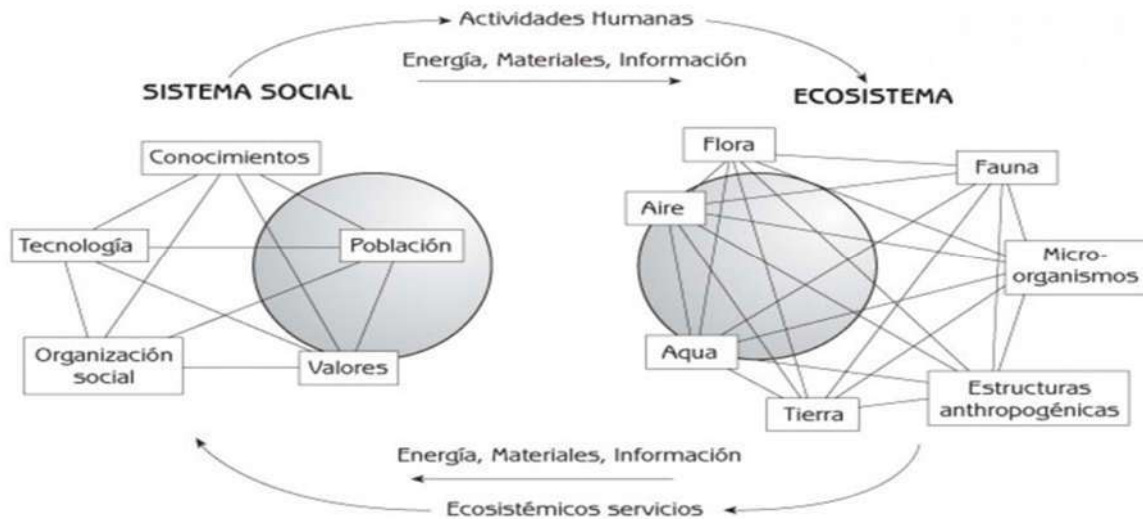 Actividades Humanas
Energía, Materiales, Información
SISTEMA SOCIAL
ECOSISTEMA
Conocimientos
Tecnología
Población
Organización
social
Valores
Flora
Fauna
Aire
Micro-
organismos
Aqua
Tierra
Estructuras
anthropogénicas
Energía, Materiales, Información
Ecosistémicos servicios